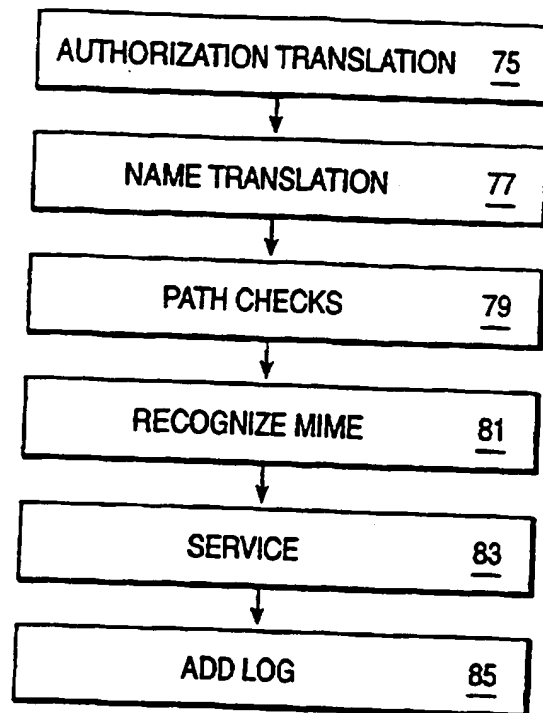 AUTHORIZATION TRANSLATION 75
NAME TRANSLATION 77
PATH CHECKS 79
RECOGNIZE MIME 81
SERVICE 83
ADD LOG 85